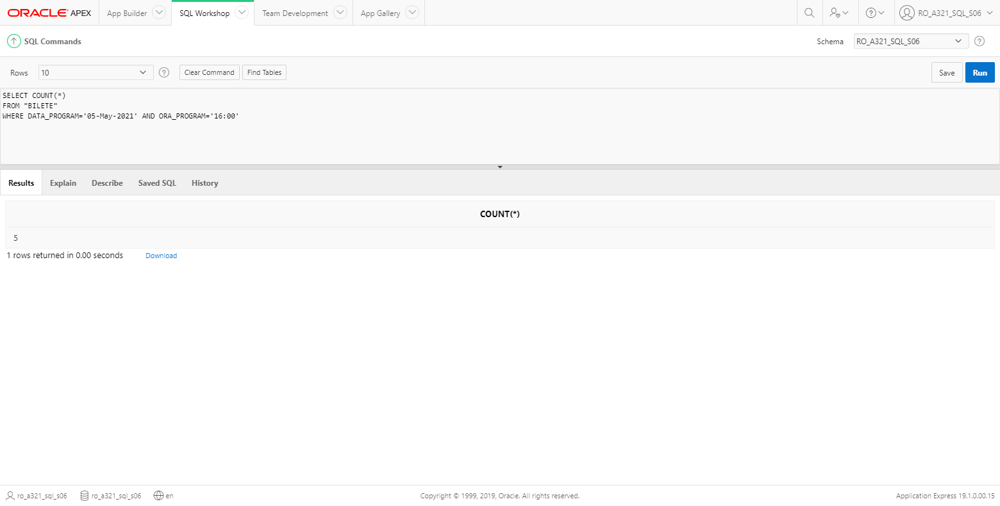 ORACLE APEX App Builder SQL Workshop Team Development App Gallery RO_A321_SQL_S06
SQL Commands Schema RO_A321_SQL_S06
Rows 10 Clear Command Find Tables Save Run
SELECT COUNT(*)
FROM "BILETE"
WHERE DATA_PROGRAM='05-May-2021' AND ORA_PROGRAM='16:00'
Results Explain Describe Saved SQL History
COUNT(*)
5
1 rows returned in 0.00 seconds Download
ro_a321_sql_s06 ro_a321_sql_s06 en Copyright © 1999, 2019, Oracle. All rights reserved. Application Express 19.1.0.00.15